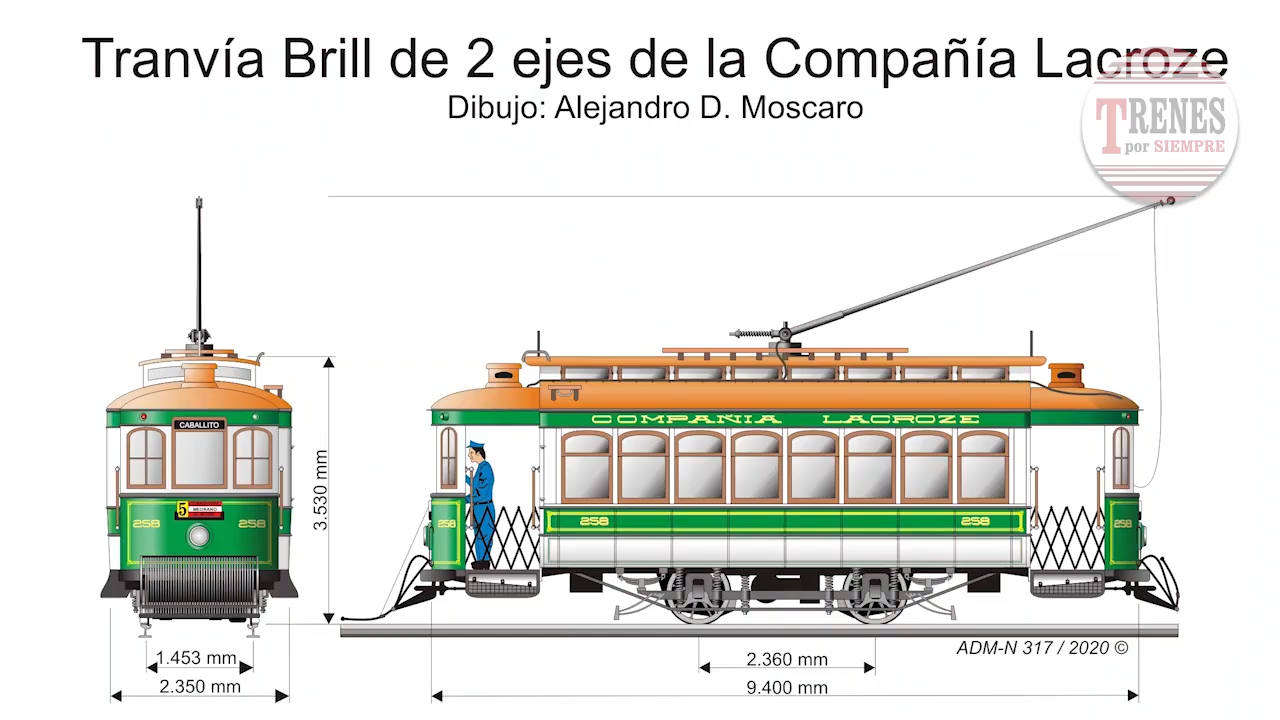 Tranvía Brill de 2 ejes de la Compañía Lacroze
Dibujo: Alejandro D. Moscaro
TRENES
por SIEMPRE
CABALLITO
COMPAÑIA LACROZE
3.530 mm
5
MEDRANO
258
258
258
258
258
258
ADM-N 317 / 2020 ©
1.453 mm
2.360 mm
2.350 mm
9.400 mm